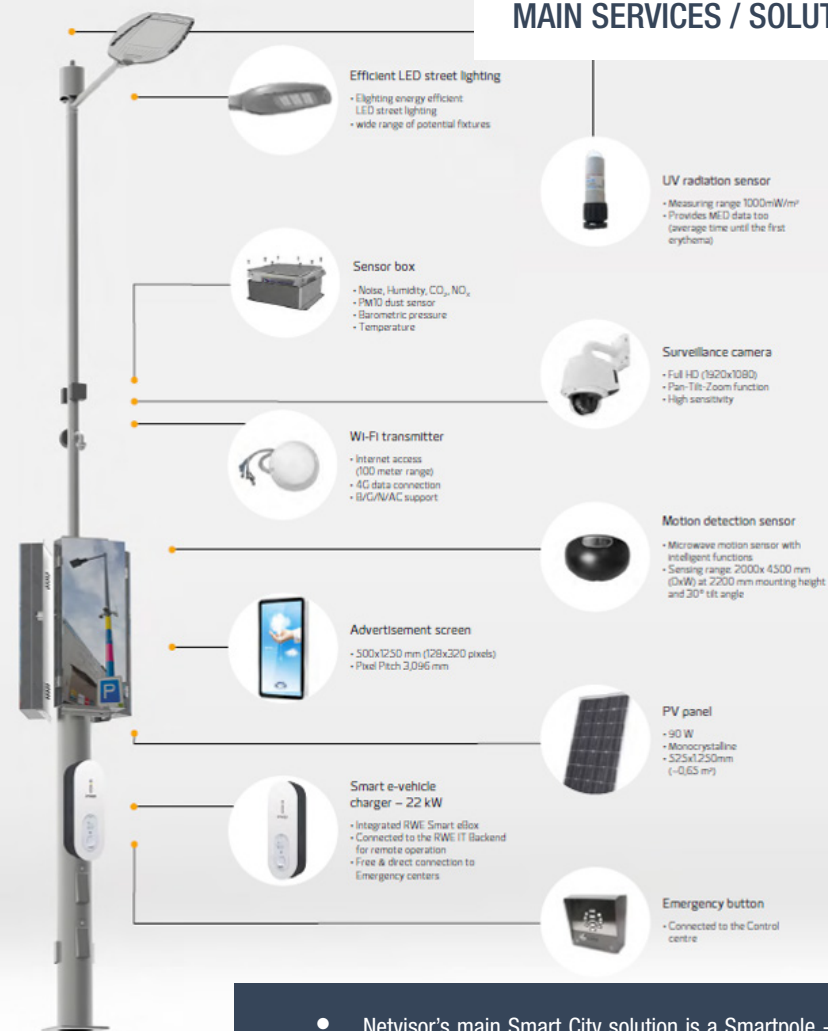 MAIN SERVICES / SOLUT
Efficient LED street lighting
• Elighting energy efficient
LED street lighting
• wide range of potential fixtures
UV radiation sensor
• Measuring range 1000mW/m²
• Provides MED data too
(average time until the first
erythema)
Sensor box
• Noise, Humidity, CO₂, NOₓ
• PM10 dust sensor
• Barometric pressure
• Temperature
Surveillance camera
• Full HD (1920x1080)
• Pan-Tilt-Zoom function
• High sensitivity
Wi-Fi transmitter
• Internet access
(100 meter range)
• 4G data connection
• B/G/N/AC support
Motion detection sensor
• Microwave motion sensor with
intelligent functions
• Sensing range: 2000x 4500 mm
(DxW) at 2200 mm mounting height
and 30° tilt angle
Advertisement screen
• 500x1250 mm (128x320 pixels)
• Pixel Pitch 3,096 mm
P
PV panel
• 90 W
• Monocrystalline
• 525x1250mm
(~0,65 m²)
Smart e-vehicle
charger – 22 kW
• Integrated RWE Smart eBox
• Connected to the RWE IT Backend
for remote operation
• Free & direct connection to
Emergency centers
Emergency button
• Connected to the Control
centre
• Netvisor's main Smart City solution is a Smartpole